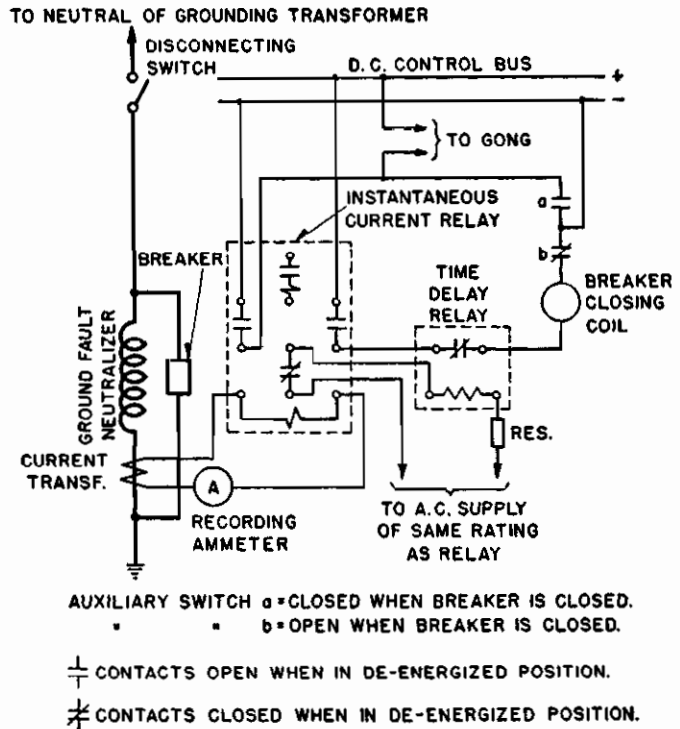 TO NEUTRAL OF GROUNDING TRANSFORMER
DISCONNECTING
SWITCH
D.C. CONTROL BUS
+
−
TO GONG
INSTANTANEOUS
CURRENT RELAY
a
b
BREAKER
TIME
DELAY
RELAY
BREAKER
CLOSING
COIL
GROUND FAULT
NEUTRALIZER
RES.
CURRENT
TRANSF.
A
RECORDING
AMMETER
TO A.C. SUPPLY
OF SAME RATING
AS RELAY
AUXILIARY SWITCH a = CLOSED WHEN BREAKER IS CLOSED.
" " b = OPEN WHEN BREAKER IS CLOSED.
CONTACTS OPEN WHEN IN DE-ENERGIZED POSITION.
CONTACTS CLOSED WHEN IN DE-ENERGIZED POSITION.